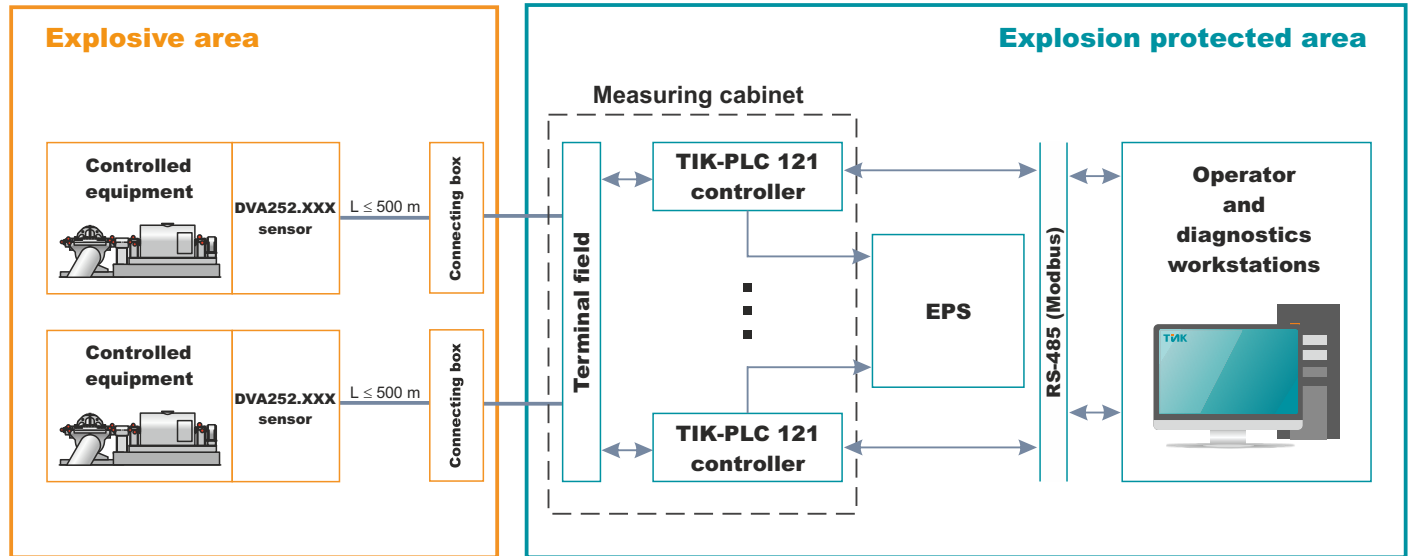 Explosive area
Explosion protected area
Measuring cabinet
Controlled
equipment
DVA252.XXX
sensor
L ≤ 500 m
Connecting box
Controlled
equipment
DVA252.XXX
sensor
L ≤ 500 m
Connecting box
Terminal field
TIK-PLC 121
controller
TIK-PLC 121
controller
EPS
RS-485 (Modbus)
Operator
and
diagnostics
workstations
ТИК